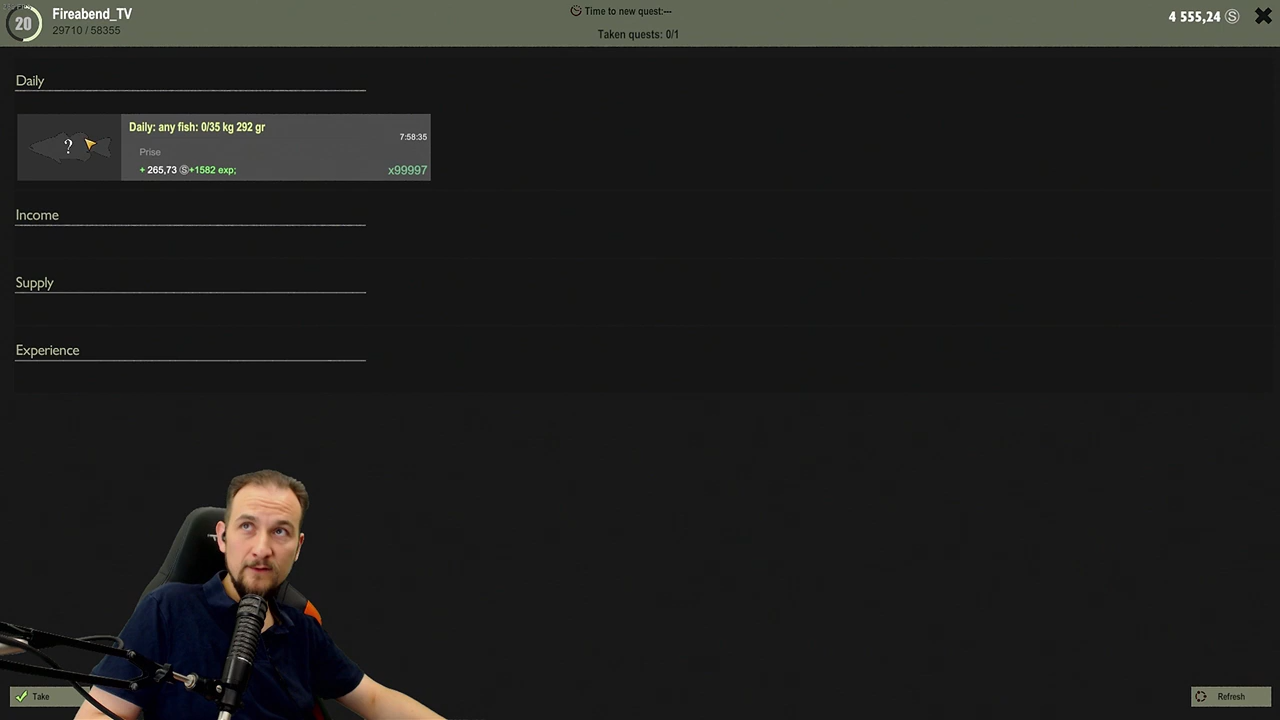 20
Fireabend_TV
29710 / 58355
Time to new quest:---
Taken quests: 0/1
4 555,24 S
Daily
?
Daily: any fish: 0/35 kg 292 gr
7:58:35
Prise
+ 265,73 S+1582 exp;
x99997
Income
Supply
Experience
Take
Refresh